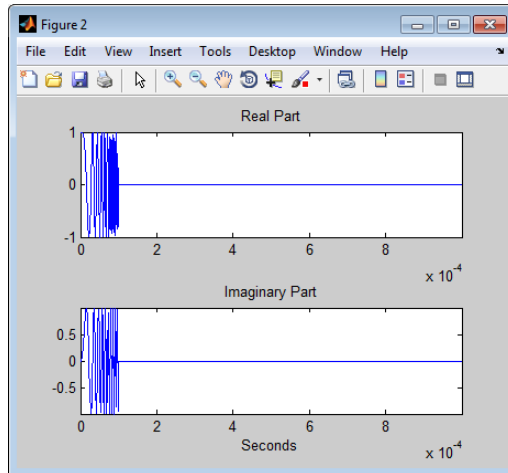 Figure 2
File Edit View Insert Tools Desktop Window Help
Real Part
1
0
-1
0 2 4 6 8
x 10^-4
Imaginary Part
0.5
0
-0.5
0 2 4 6 8
Seconds
x 10^-4